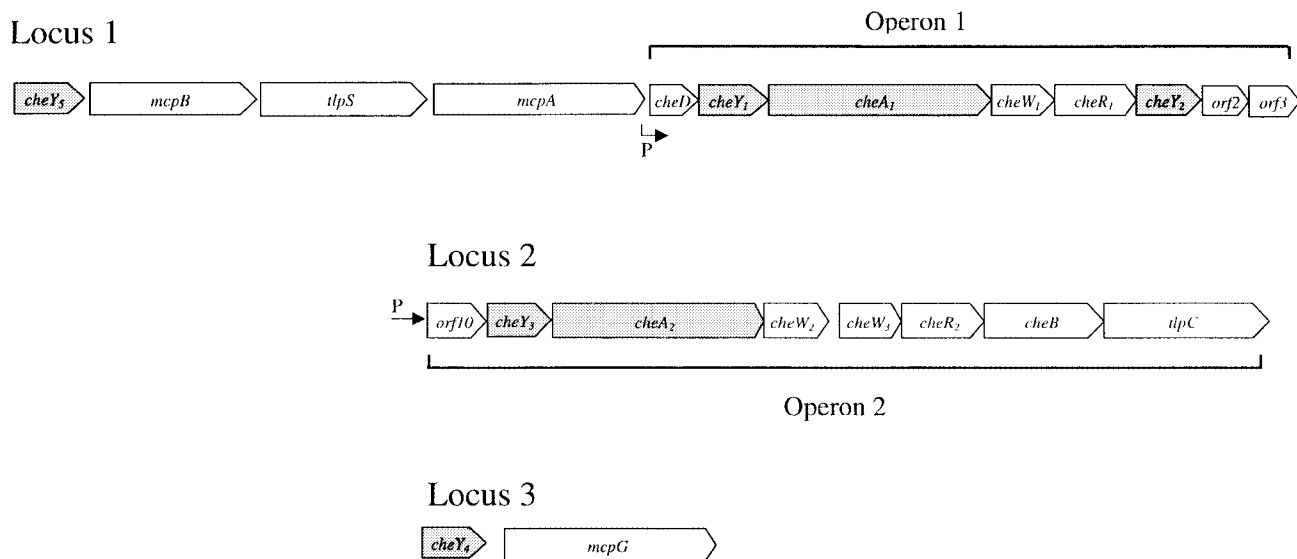 Operon 1
Locus 1
cheY5 mcpB tlpS mcpA cheD cheY1 cheA1 cheW1 cheR1 cheY2 orf2 orf3
P
Locus 2
P
orf10 cheY3 cheA2 cheW2 cheW3 cheR2 cheB tlpC
Operon 2
Locus 3
cheY4 mcpG